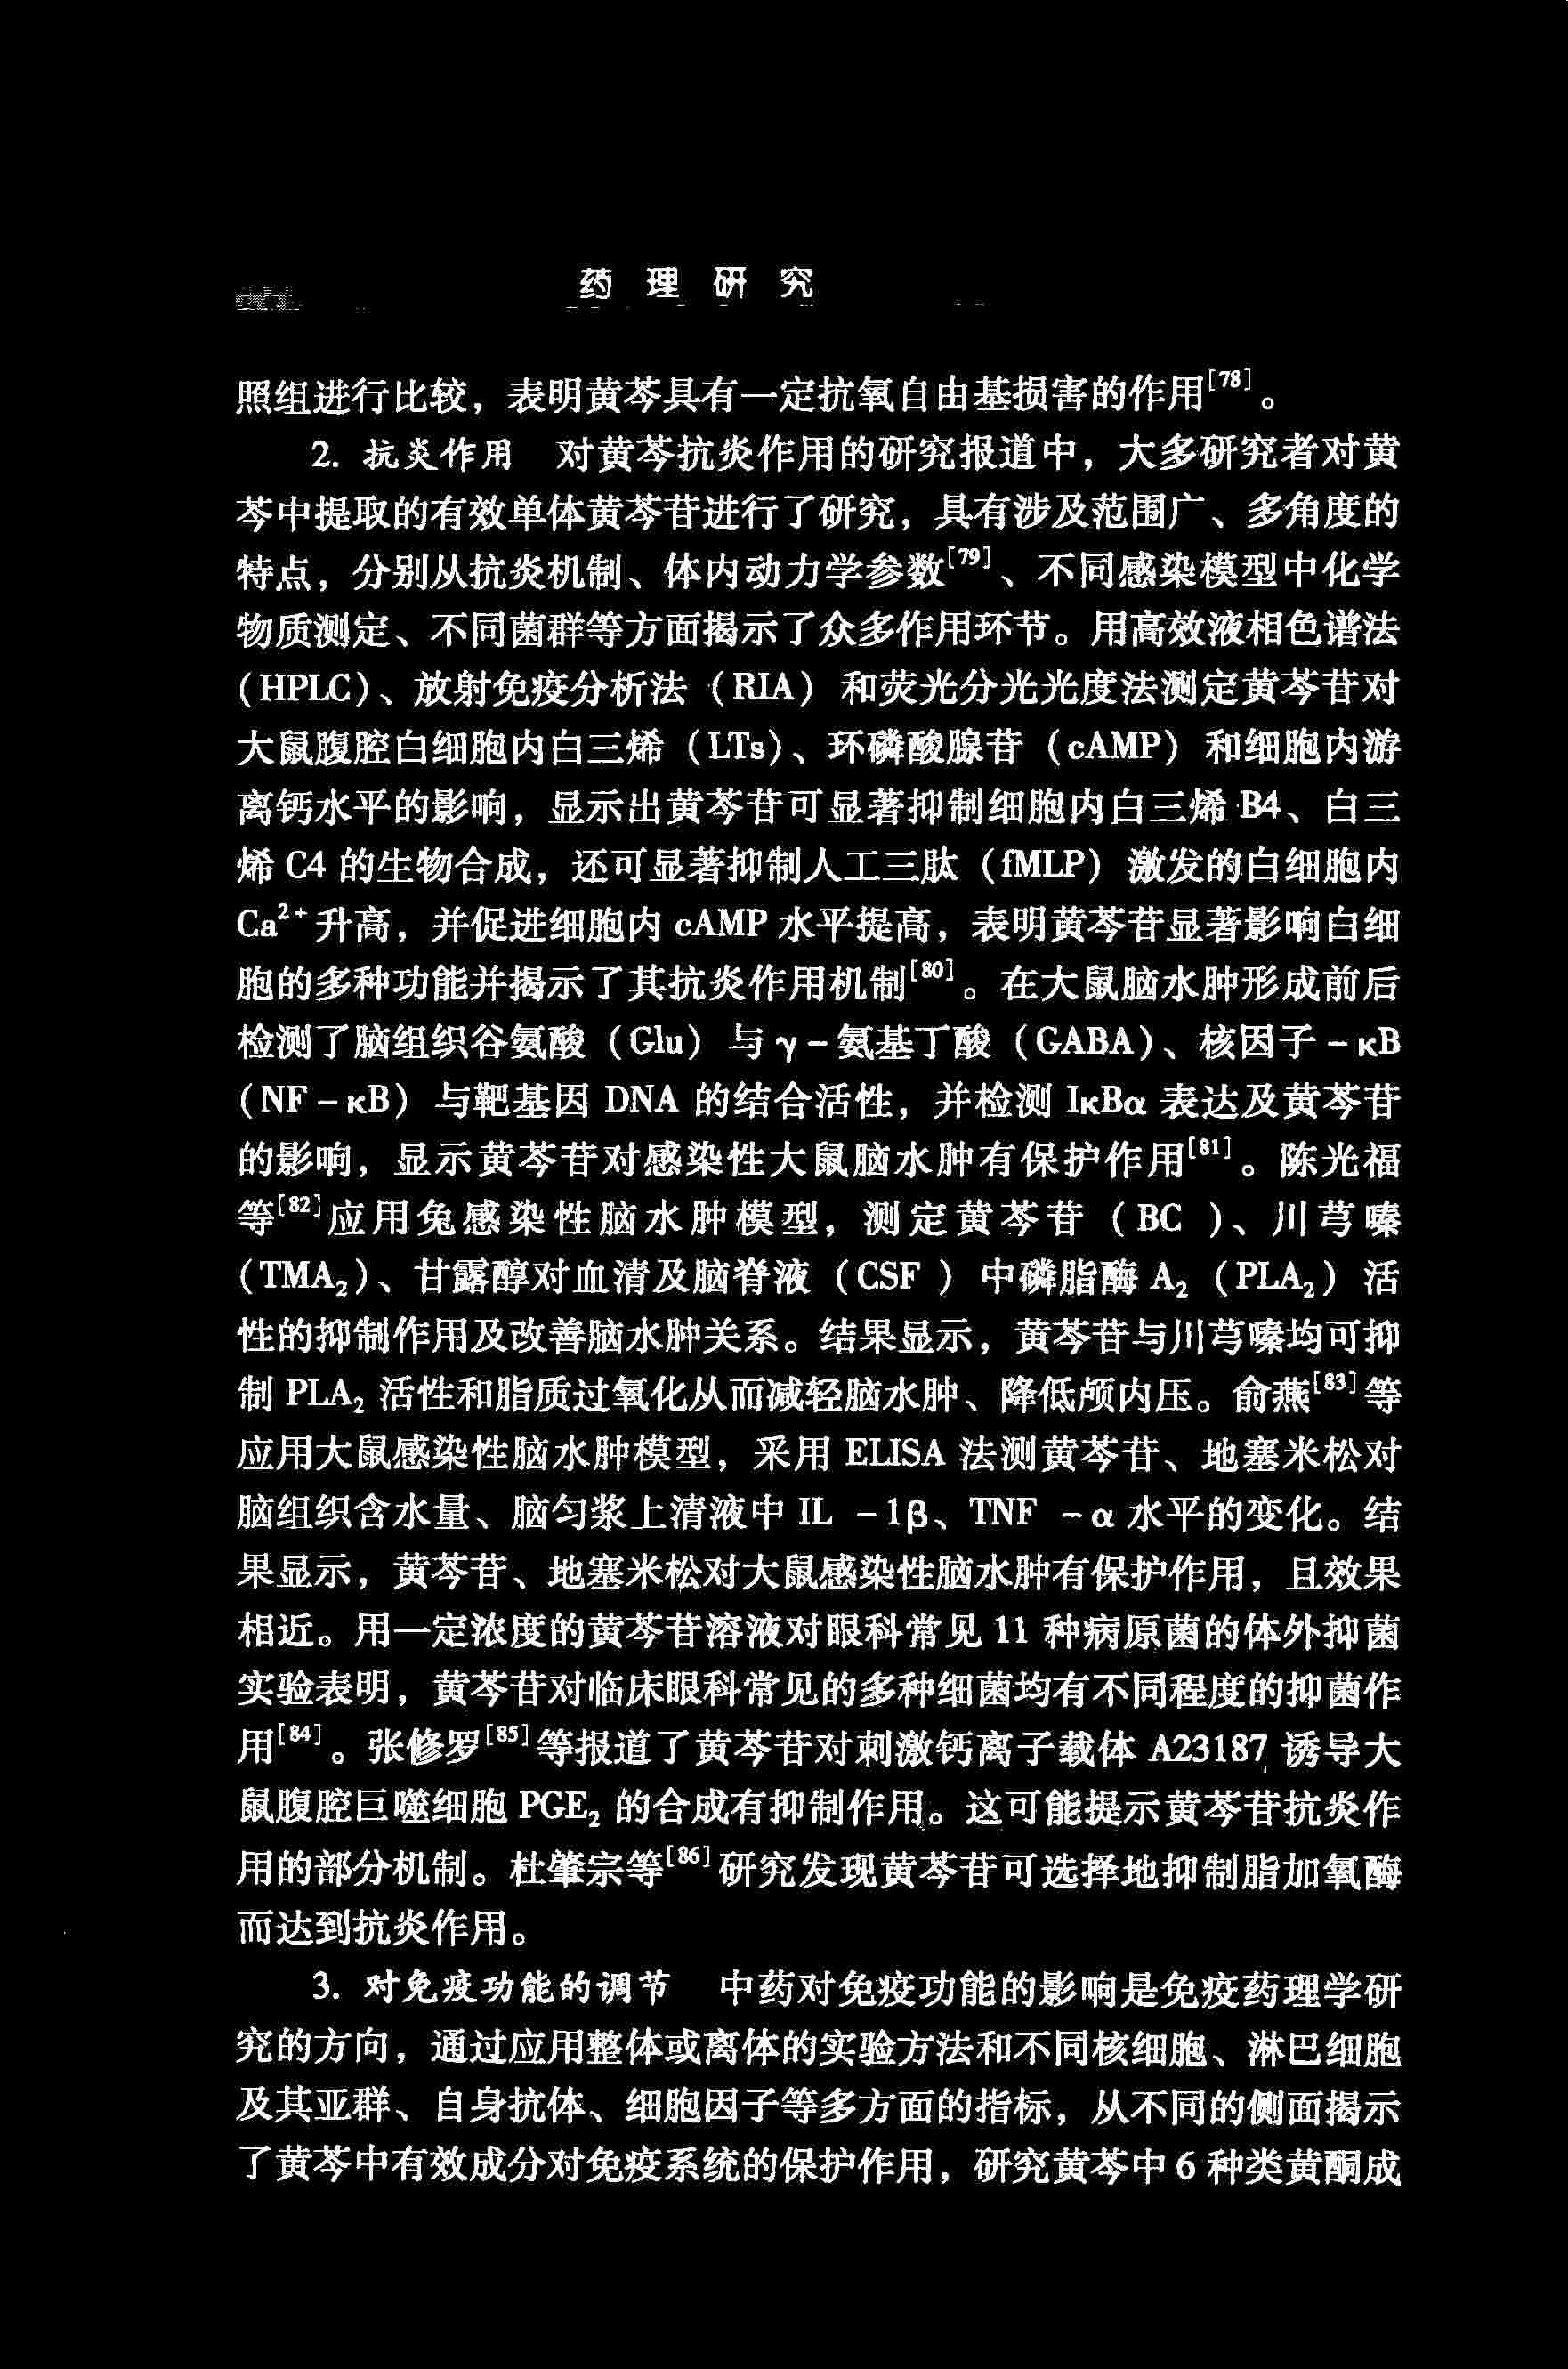 药理研究
照组进行比较，表明黄芩具有一定抗氧自由基损害的作用[78]。
2. 抗炎作用　对黄芩抗炎作用的研究报道中，大多研究者对黄
芩中提取的有效单体黄芩苷进行了研究，具有涉及范围广、多角度的
特点，分别从抗炎机制、体内动力学参数[79]、不同感染模型中化学
物质测定、不同菌群等方面揭示了众多作用环节。用高效液相色谱法
（HPLC）、放射免疫分析法（RIA）和荧光分光光度法测定黄芩苷对
大鼠腹腔白细胞内白三烯（LTs）、环磷酸腺苷（cAMP）和细胞内游
离钙水平的影响，显示出黄芩苷可显著抑制细胞内白三烯 B4、白三
烯 C4 的生物合成，还可显著抑制人工三肽（fMLP）激发的白细胞内
Ca²⁺升高，并促进细胞内 cAMP 水平提高，表明黄芩苷显著影响白细
胞的多种功能并揭示了其抗炎作用机制[80]。在大鼠脑水肿形成前后
检测了脑组织谷氨酸（Glu）与 γ－氨基丁酸（GABA）、核因子－κB
（NF－κB）与靶基因 DNA 的结合活性，并检测 IκBα 表达及黄芩苷
的影响，显示黄芩苷对感染性大鼠脑水肿有保护作用[81]。陈光福
等[82]应用兔感染性脑水肿模型，测定黄芩苷（BC ）、川芎嗪
（TMA₂）、甘露醇对血清及脑脊液（CSF ）中磷脂酶 A₂（PLA₂）活
性的抑制作用及改善脑水肿关系。结果显示，黄芩苷与川芎嗪均可抑
制 PLA₂ 活性和脂质过氧化从而减轻脑水肿、降低颅内压。俞燕[83]等
应用大鼠感染性脑水肿模型，采用 ELISA 法测黄芩苷、地塞米松对
脑组织含水量、脑匀浆上清液中 IL －1β、TNF －α 水平的变化。结
果显示，黄芩苷、地塞米松对大鼠感染性脑水肿有保护作用，且效果
相近。用一定浓度的黄芩苷溶液对眼科常见 11 种病原菌的体外抑菌
实验表明，黄芩苷对临床眼科常见的多种细菌均有不同程度的抑菌作
用[84]。张修罗[85]等报道了黄芩苷对刺激钙离子载体 A23187 诱导大
鼠腹腔巨噬细胞 PGE₂ 的合成有抑制作用。这可能提示黄芩苷抗炎作
用的部分机制。杜肇宗等[86]研究发现黄芩苷可选择地抑制脂加氧酶
而达到抗炎作用。
3. 对免疫功能的调节　中药对免疫功能的影响是免疫药理学研
究的方向，通过应用整体或离体的实验方法和不同核细胞、淋巴细胞
及其亚群、自身抗体、细胞因子等多方面的指标，从不同的侧面揭示
了黄芩中有效成分对免疫系统的保护作用，研究黄芩中 6 种类黄酮成